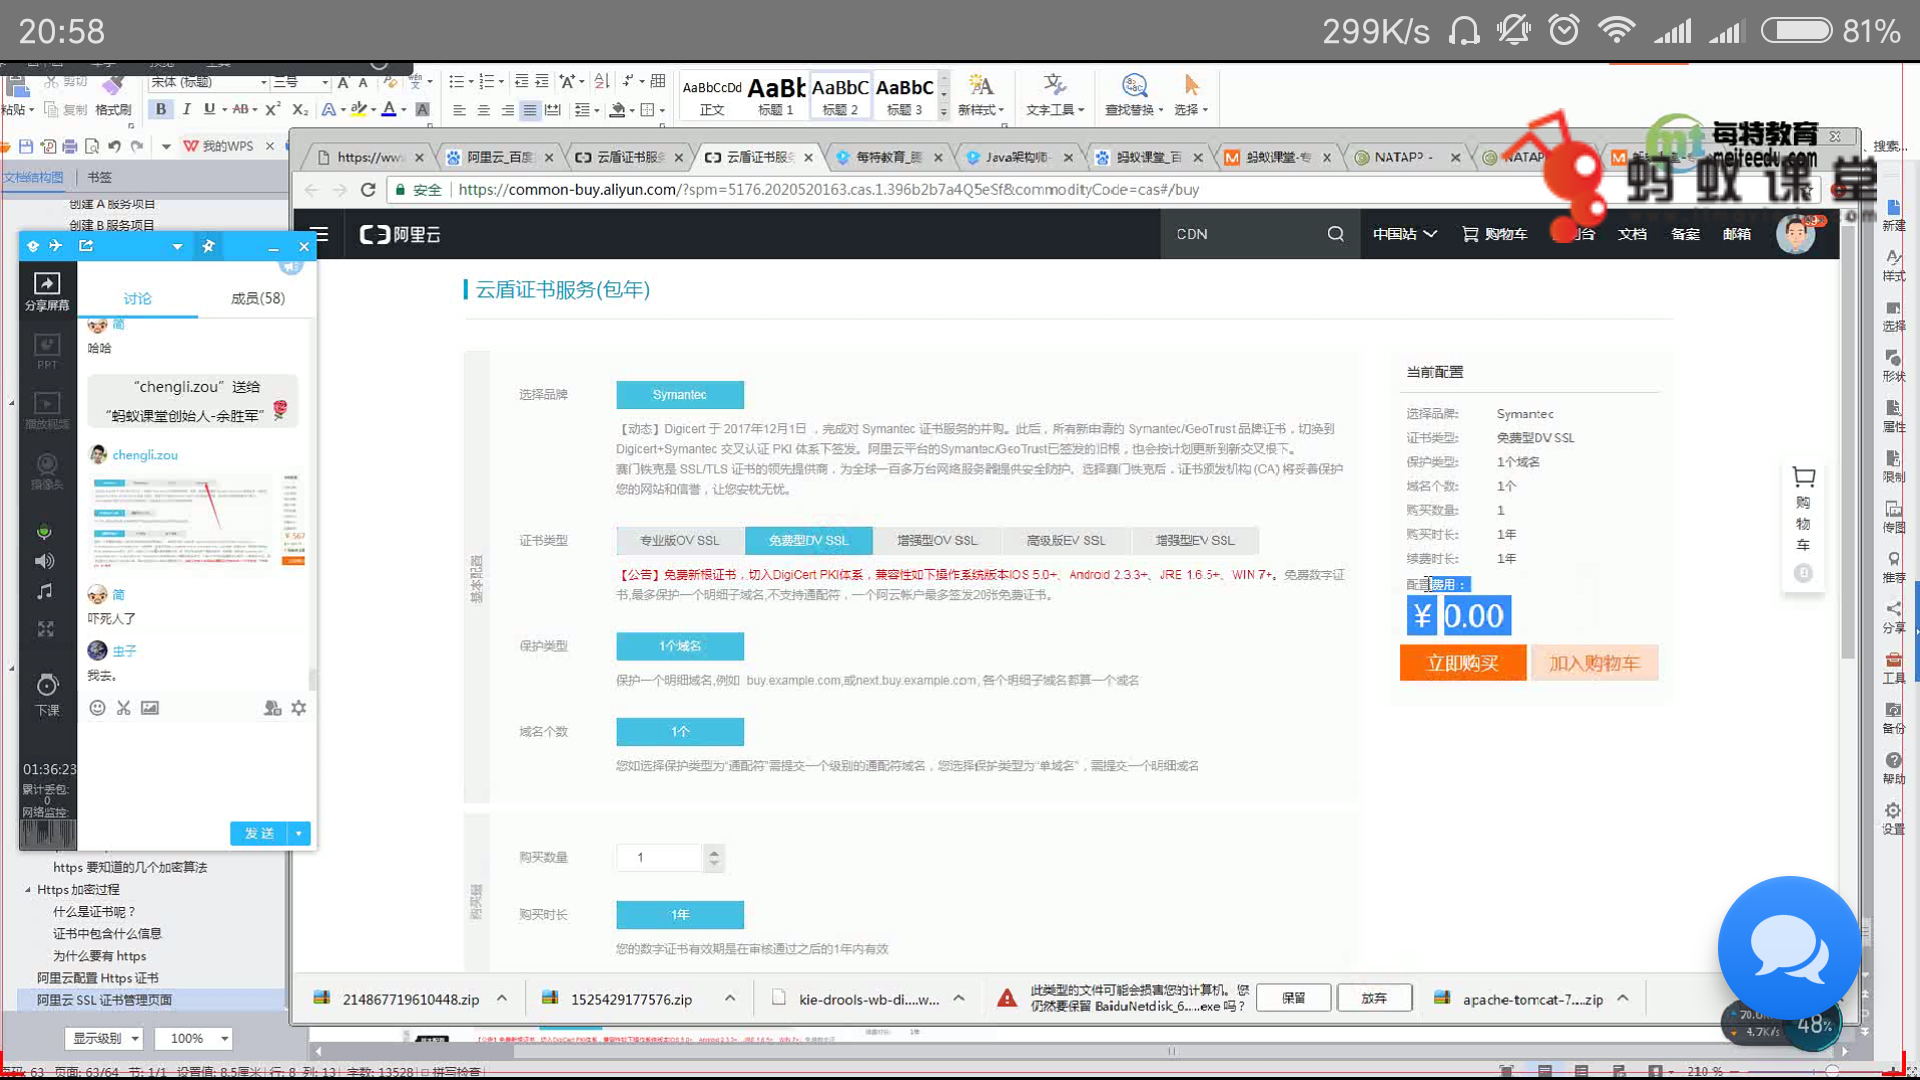 20:58
299K/s
81%
粘贴
剪切
复制
格式刷
宋体 (标题)
三号
AaBbCcDd
正文
AaBb
标题 1
AaBbC
标题 2
AaBbC
标题 3
新样式
文字工具
查找替换
选择
我的WPS
搜索...
每特教育
meiteedu.com
蚂蚁课堂
文档结构图
书签
创建 A 服务项目
创建 B 服务项目
https://ww
阿里云_百度
云盾证书服务
云盾证书服务
每特教育_腾
Java架构师-
蚂蚁课堂_百
蚂蚁课堂-专
NATAPP -
NATAPP
安全
https://common-buy.aliyun.com/?spm=5176.2020520163.cas.1.396b2b7a4Q5eSf&commodityCode=cas#/buy
阿里云
CDN
中国站
购物车
文档
备案
邮箱
云盾证书服务(包年)
分享屏幕
PPT
播放视频
摄像头
下课
讨论
成员(58)
简
哈哈
“chengli.zou” 送给
“蚂蚁课堂创始人-余胜军”
chengli.zou
简
吓死人了
虫子
我去。
01:36:23
累计丢包:
0
网络监控:
发 送
基本配置
选择品牌
Symantec
【动态】Digicert 于 2017年12月1日 ，完成对 Symantec 证书服务的并购。此后，所有新申请的 Symantec/GeoTrust 品牌证书，切换到
Digicert+Symantec 交叉认证 PKI 体系下签发。阿里云平台的Symantec/GeoTrust已签发的旧根，也会按计划更新到新交叉根下。
赛门铁克是 SSL/TLS 证书的领先提供商，为全球一百多万台网络服务器提供安全防护。选择赛门铁克后，证书颁发机构 (CA) 将妥善保护
您的网站和信誉，让您安枕无忧。
证书类型
专业版OV SSL
免费型DV SSL
增强型OV SSL
高级版EV SSL
增强型EV SSL
【公告】免费新根证书，切入DigiCert PKI体系，兼容性如下操作系统版本IOS 5.0+、Android 2.3.3+、JRE 1.6.5+、WIN 7+。免费数字证
书,最多保护一个明细子域名,不支持通配符，一个阿云帐户最多签发20张免费证书。
保护类型
1个域名
保护一个明细域名,例如 buy.example.com,或next.buy.example.com, 各个明细子域名都算一个域名
域名个数
1个
您如选择保护类型为“通配符”需提交一个级别的通配符域名，您选择保护类型为“单域名”，需提交一个明细域名
购买量
购买数量
1
购买时长
1年
您的数字证书有效期是在审核通过之后的1年内有效
当前配置
选择品牌: Symantec
证书类型: 免费型DV SSL
保护类型: 1个域名
域名个数: 1个
购买数量: 1
购买时长: 1年
续费时长: 1年
配置费用：
¥ 0.00
立即购买
加入购物车
购物车
0
新建
样式
选择
形状
属性
限制
传图
推荐
分享
工具
备份
帮助
设置
https 要知道的几个加密算法
Https 加密过程
什么是证书呢？
证书中包含什么信息
为什么要有 https
阿里云配置 Https 证书
阿里云 SSL 证书管理页面
显示级别
100%
214867719610448.zip
1525429177576.zip
kie-drools-wb-di....w...
此类型的文件可能会损害您的计算机。您
仍然要保留 BaiduNetdisk_6....exe 吗？
保留
放弃
apache-tomcat-7....zip
4.7K/s
48%
页面: 63/64
节: 1/1
设置值: 8.5厘米
行: 8
列: 13
字数: 13528
拼写检查
210 %